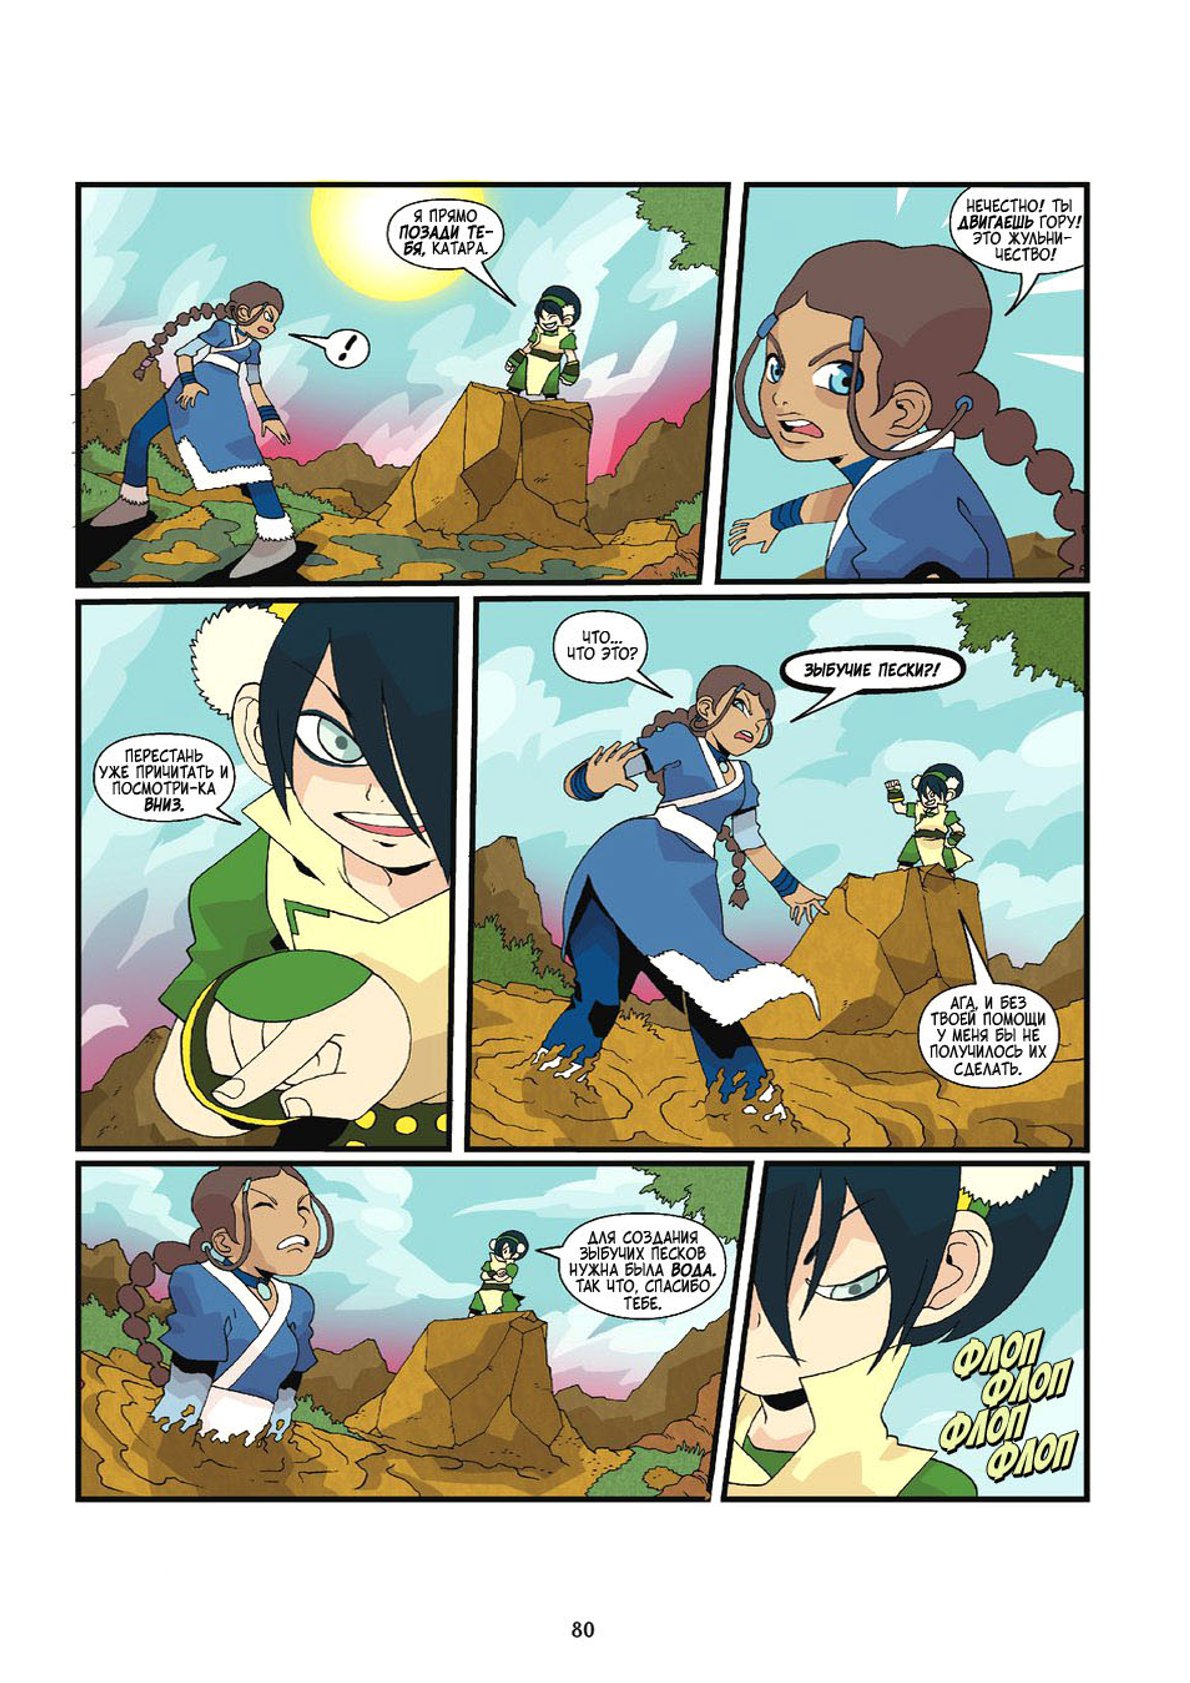 Я ПРЯМО
ПОЗАДИ ТЕ-
БЯ, КАТАРА.
!
НЕЧЕСТНО! ТЫ
ДВИГАЕШЬ ГОРУ!
ЭТО ЖУЛЬНИ-
ЧЕСТВО!
ПЕРЕСТАНЬ
УЖЕ ПРИЧИТАТЬ И
ПОСМОТРИ-КА
ВНИЗ.
ЧТО...
ЧТО ЭТО?
ЗЫБУЧИЕ ПЕСКИ?!
АГА, И БЕЗ
ТВОЕЙ ПОМОЩИ
У МЕНЯ БЫ НЕ
ПОЛУЧИЛОСЬ ИХ
СДЕЛАТЬ.
ДЛЯ СОЗДАНИЯ
ЗЫБУЧИХ ПЕСКОВ
НУЖНА БЫЛА ВОДА.
ТАК ЧТО, СПАСИБО
ТЕБЕ.
ФЛОП
ФЛОП
ФЛОП
ФЛОП
80